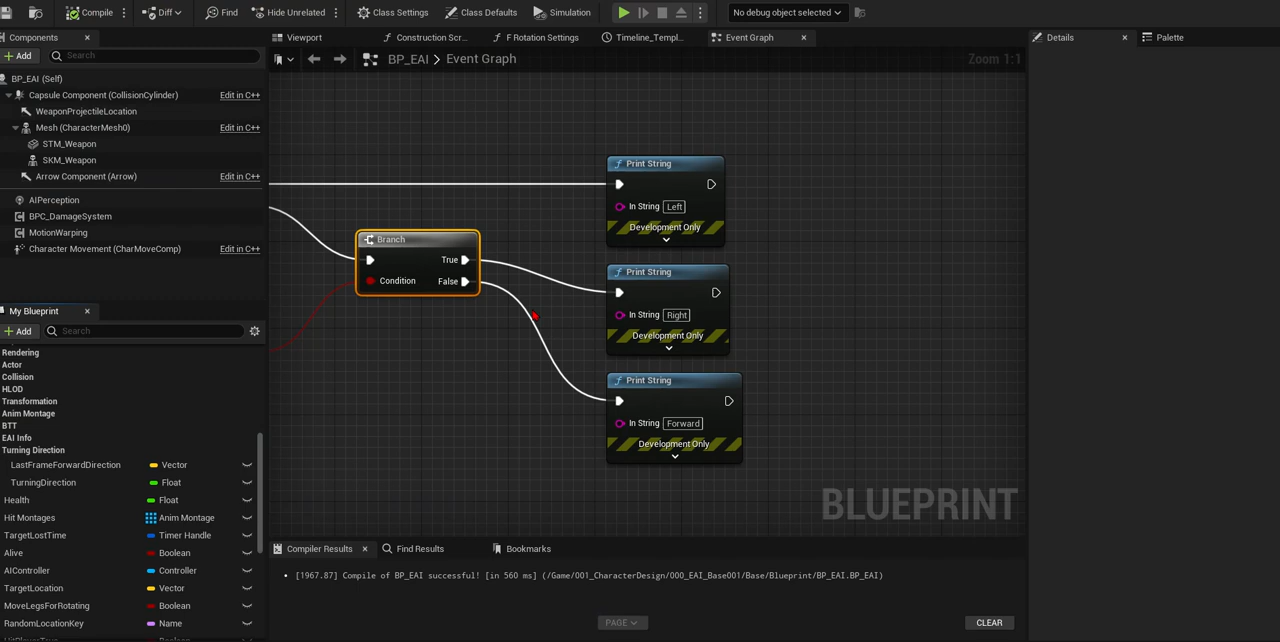 Compile
Diff
Find
Hide Unrelated
Class Settings
Class Defaults
Simulation
No debug object selected
Components
Viewport
Construction Scr...
Rotation Settings
Timeline_Templ...
Event Graph
Details
Palette
+ Add
Search
BP_EAI > Event Graph
Zoom 1:1
BP_EAI (Self)
Capsule Component (CollisionCylinder)
Edit in C++
WeaponProjectileLocation
Mesh (CharacterMesh0)
Edit in C++
STM_Weapon
SKM_Weapon
Arrow Component (Arrow)
Edit in C++
AIPerception
BPC_DamageSystem
MotionWarping
Character Movement (CharMoveComp)
Edit in C++
Print String
In String Left
Development Only
Branch
True
Condition
False
Print String
In String Right
Development Only
Print String
In String Forward
Development Only
BLUEPRINT
My Blueprint
+ Add
Search
Rendering
Actor
Collision
HLOD
Transformation
Anim Montage
BTT
EAI Info
Turning Direction
LastFrameForwardDirection Vector
TurningDirection Float
Health Float
Hit Montages Anim Montage
TargetLostTime Timer Handle
Alive Boolean
AIController Controller
TargetLocation Vector
MoveLegsForRotating Boolean
RandomLocationKey Name
Compiler Results
Find Results
Bookmarks
[1967.87] Compile of BP_EAI successful! [in 560 ms] (/Game/001_CharacterDesign/000_EAI_Base001/Base/Blueprint/BP_EAI.BP_EAI)
PAGE
CLEAR